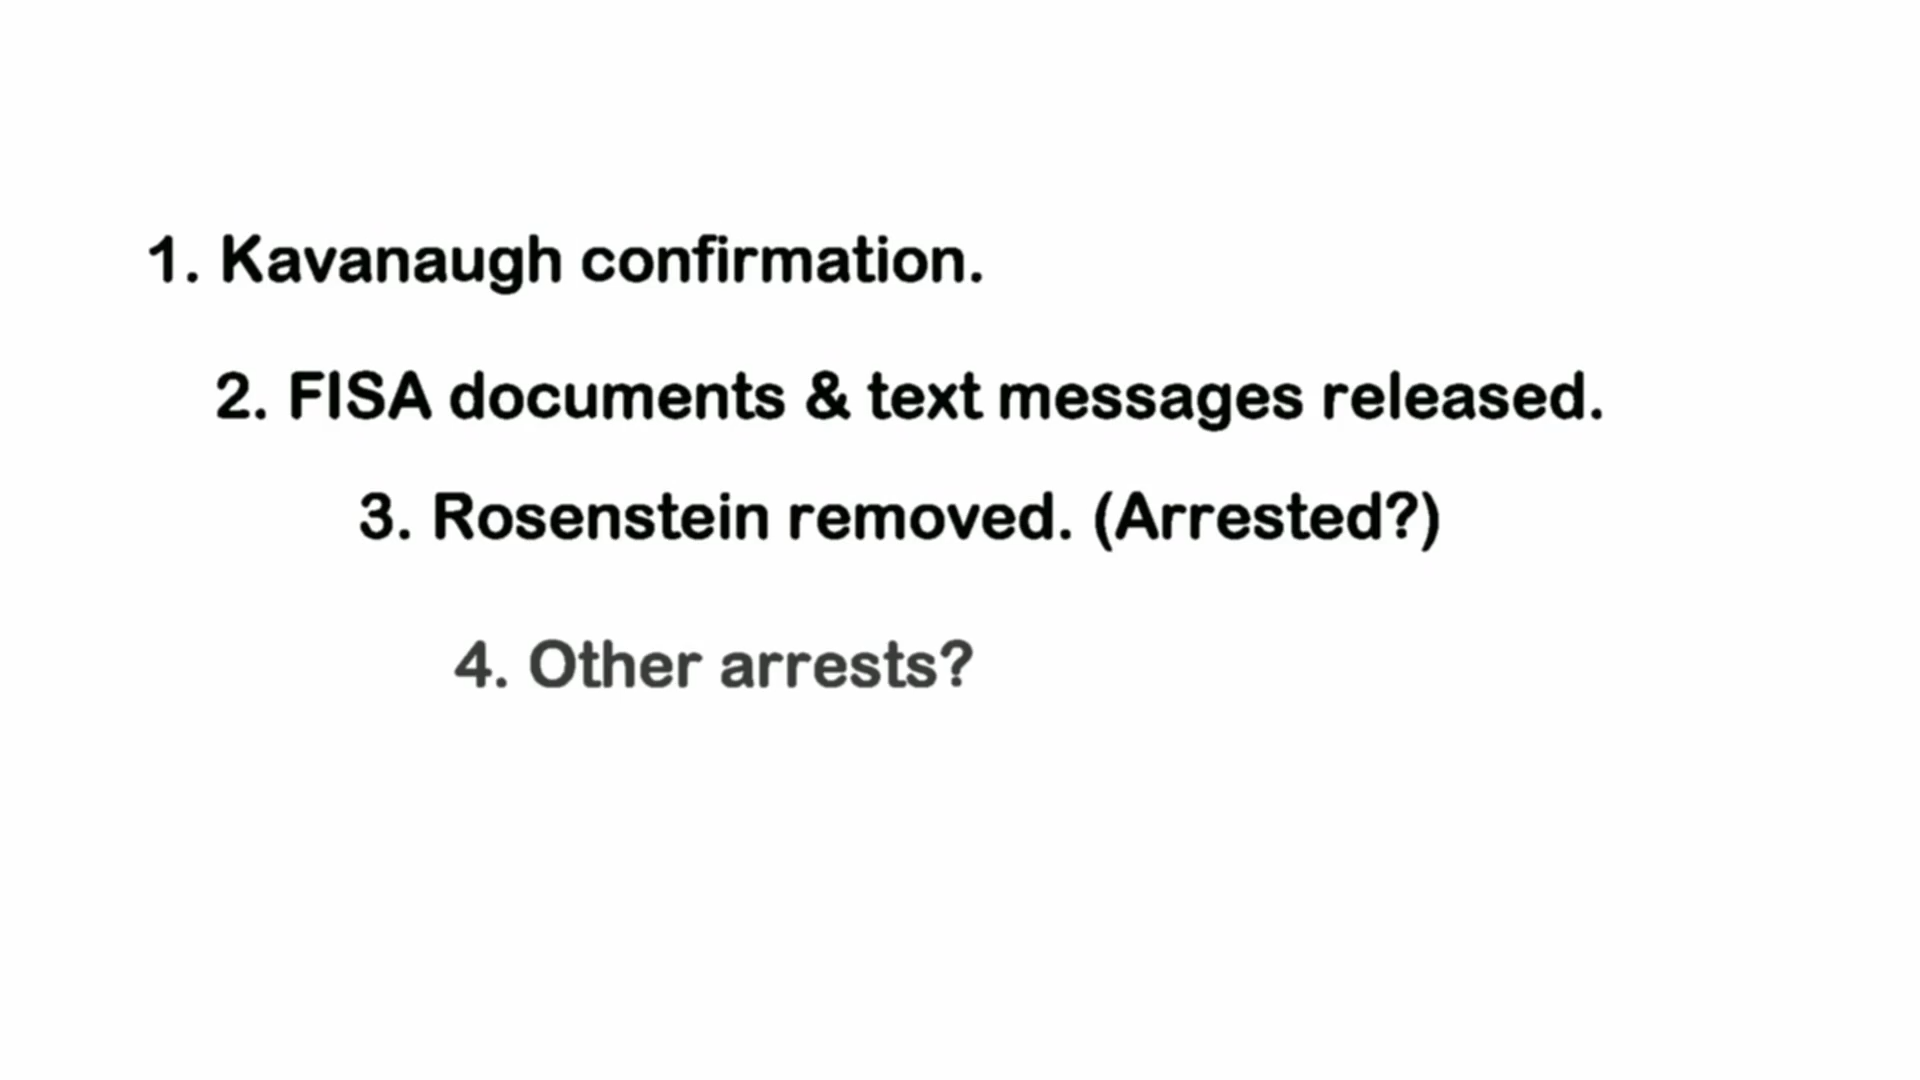 1. Kavanaugh confirmation.
2. FISA documents & text messages released.
3. Rosenstein removed. (Arrested?)
4. Other arrests?